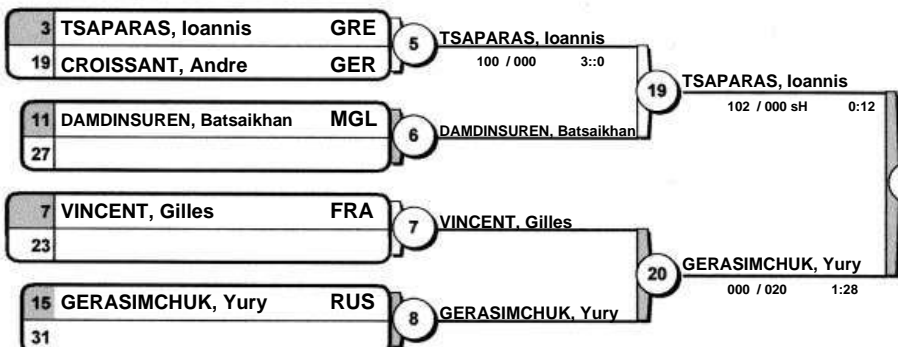 3 TSAPARAS, Ioannis GRE
19 CROISSANT, Andre GER
5
TSAPARAS, Ioannis
100 / 000 3::0
11 DAMDINSUREN, Batsaikhan MGL
27
6
DAMDINSUREN, Batsaikhan
19
TSAPARAS, Ioannis
102 / 000 sH 0:12
7 VINCENT, Gilles FRA
23
7
VINCENT, Gilles
15 GERASIMCHUK, Yury RUS
31
8
GERASIMCHUK, Yury
20
GERASIMCHUK, Yury
000 / 020 1:28